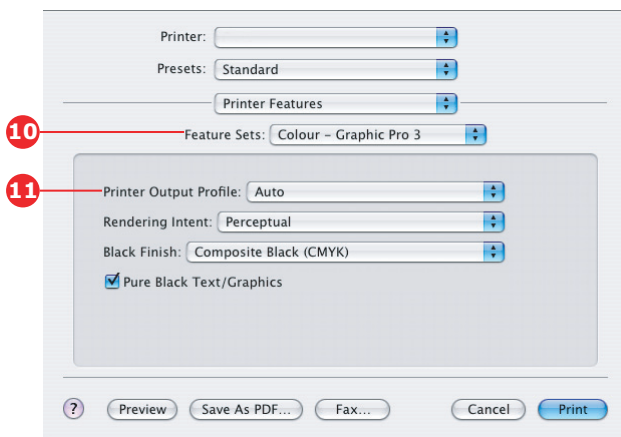 Printer:
Presets: Standard
Printer Features
10 Feature Sets: Colour – Graphic Pro 3
11 Printer Output Profile: Auto
Rendering Intent: Perceptual
Black Finish: Composite Black (CMYK)
Pure Black Text/Graphics
? Preview Save As PDF... Fax... Cancel Print